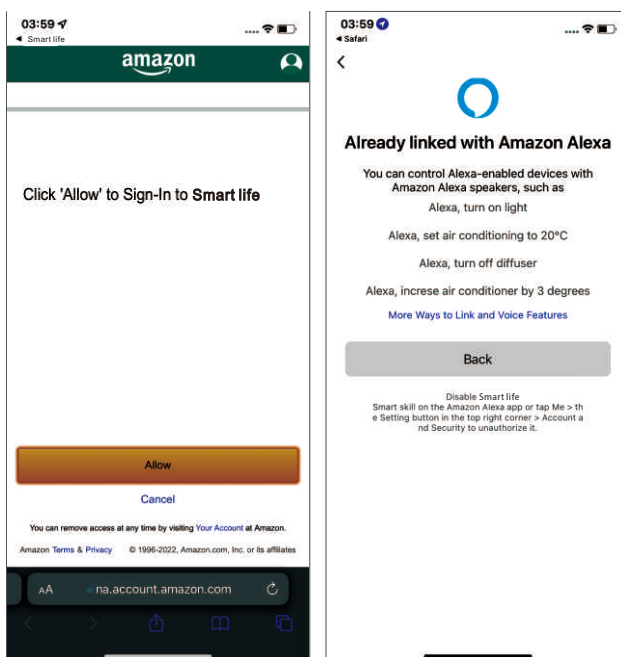 03:59
Smart life
amazon
Click 'Allow' to Sign-In to Smart life
Allow
Cancel
You can remove access at any time by visiting Your Account at Amazon.
Amazon Terms & Privacy © 1996-2022, Amazon.com, Inc. or its affiliates
AA na.account.amazon.com
03:59
Safari
Already linked with Amazon Alexa
You can control Alexa-enabled devices with
Amazon Alexa speakers, such as
Alexa, turn on light
Alexa, set air conditioning to 20°C
Alexa, turn off diffuser
Alexa, increse air conditioner by 3 degrees
More Ways to Link and Voice Features
Back
Disable Smart life
Smart skill on the Amazon Alexa app or tap Me > th
e Setting button in the top right corner > Account a
nd Security to unauthorize it.